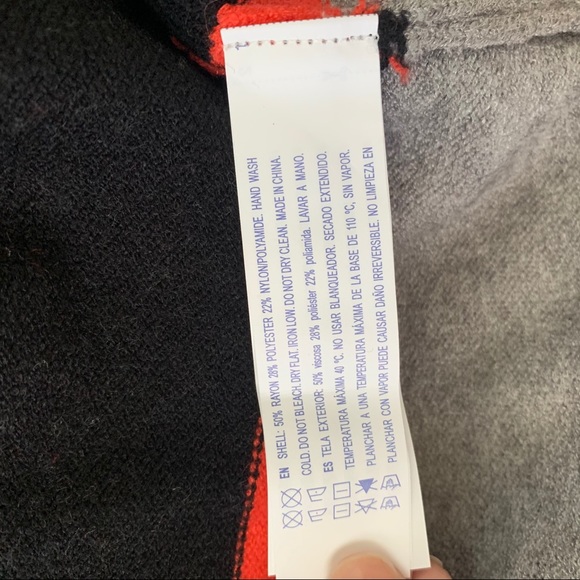 EN SHELL: 50% RAYON 28% POLYESTER 22% NYLON/POLYAMIDE. HAND WASH
COLD. DO NOT BLEACH. DRY FLAT. IRON LOW. DO NOT DRY CLEAN. MADE IN CHINA.
ES TELA EXTERIOR: 50% viscosa 28% poliéster 22% poliamida. LAVAR A MANO.
TEMPERATURA MÁXIMA 40 ºC. NO USAR BLANQUEADOR. SECADO EXTENDIDO.
PLANCHAR A UNA TEMPERATURA MÁXIMA DE LA BASE DE 110 ºC, SIN VAPOR.
PLANCHAR CON VAPOR PUEDE CAUSAR DAÑO IRREVERSIBLE. NO LIMPIEZA EN